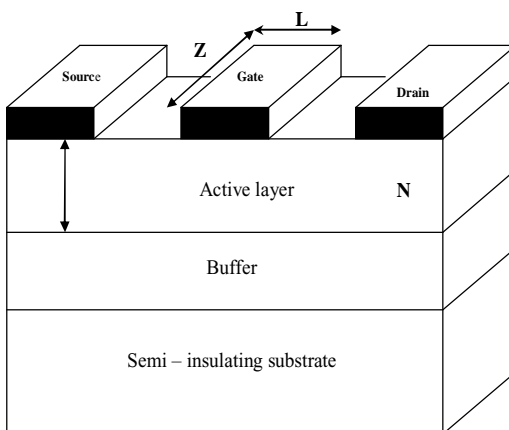 L
Z
Source
Gate
Drain
Active layer
N
Buffer
Semi – insulating substrate